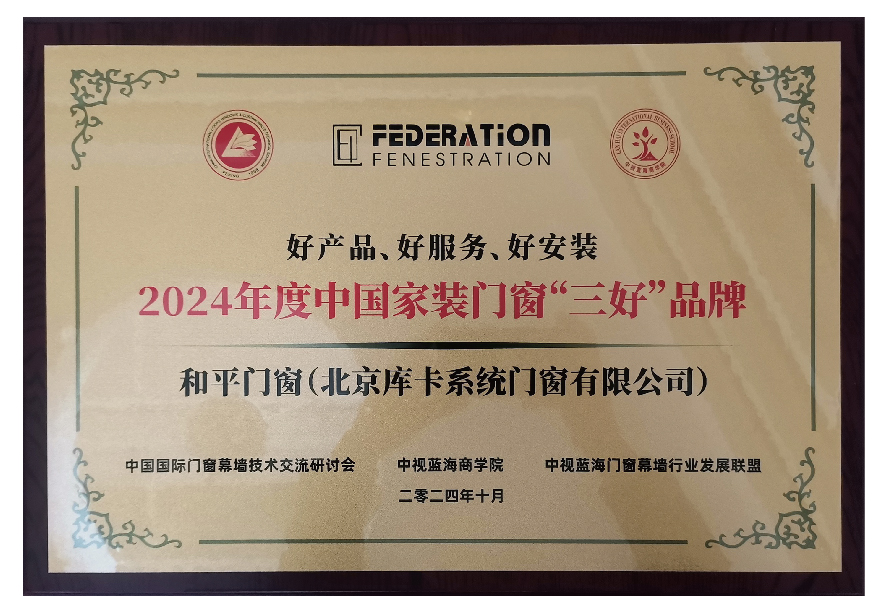 FEDERATiON
FENESTRATION
好产品、好服务、好安装
2024年度中国家装门窗“三好”品牌
和平门窗(北京库卡系统门窗有限公司)
中国国际门窗幕墙技术交流研讨会 中视蓝海商学院 中视蓝海门窗幕墙行业发展联盟
二零二四年十月